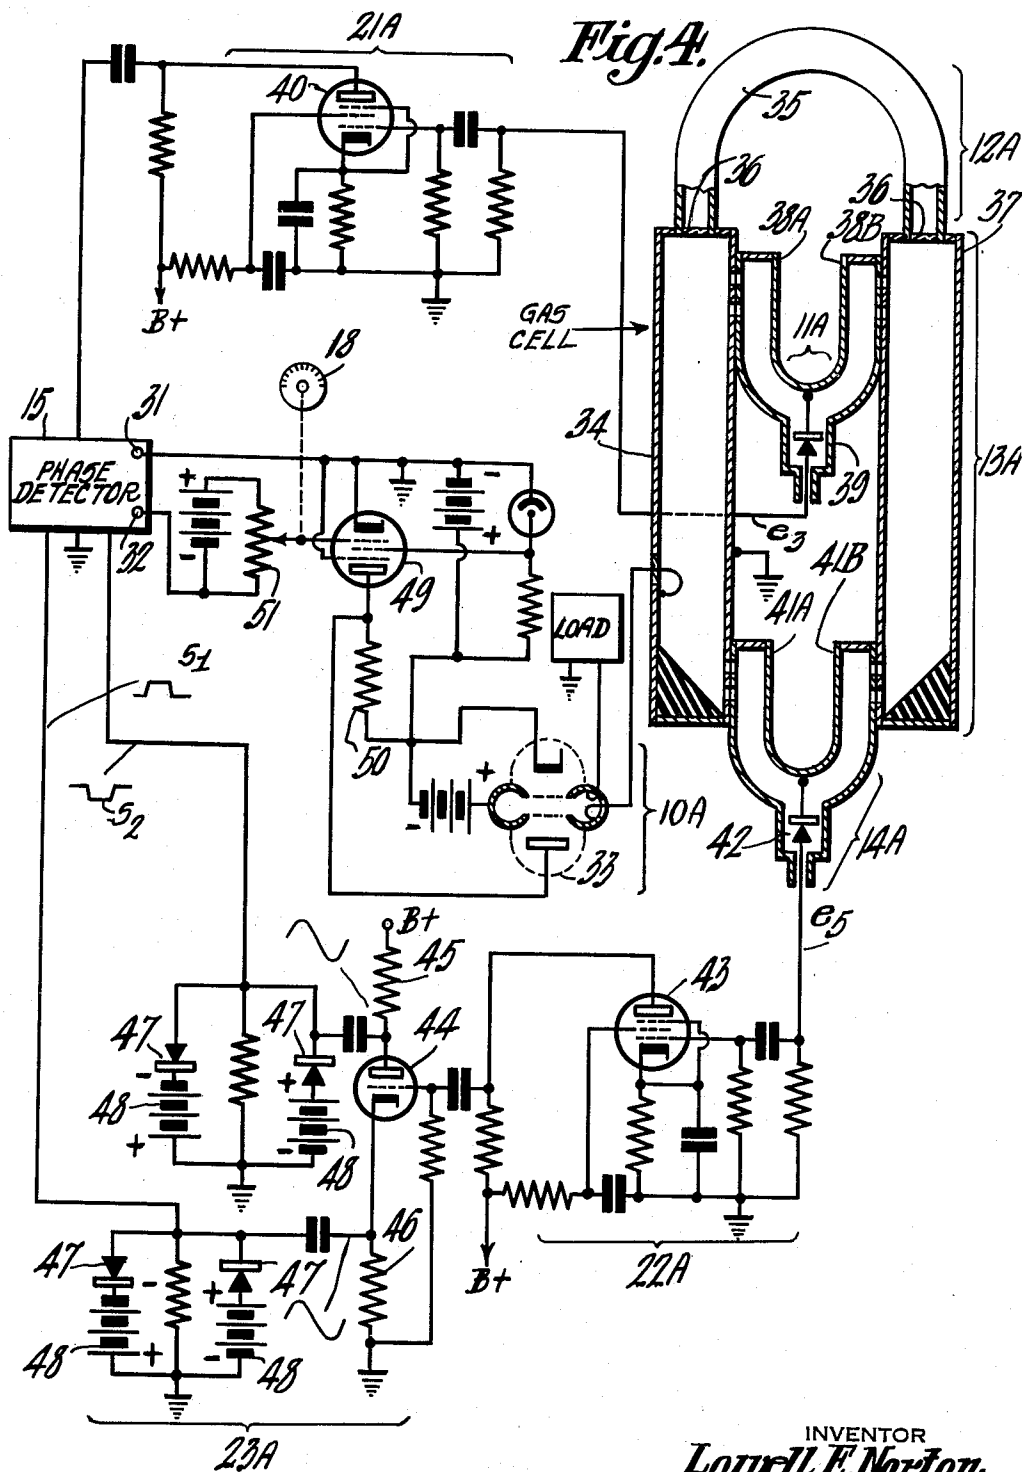 21A
Fig.4.
40
35
12A
36
36
37
38A
38B
B+
GAS
CELL
11A
18
15
31
34
39
13A
PHASE
DETECTOR
+
-
+
-
32
51
49
e3
41B
41A
LOAD
S1
50
+
-
10A
S2
33
42
14A
e5
B+
45
43
47
47
44
-
+
48
+
-
48
46
47
-
+
47
B+
22A
48
+
-
48
23A
INVENTOR
Lowell E. Norton.